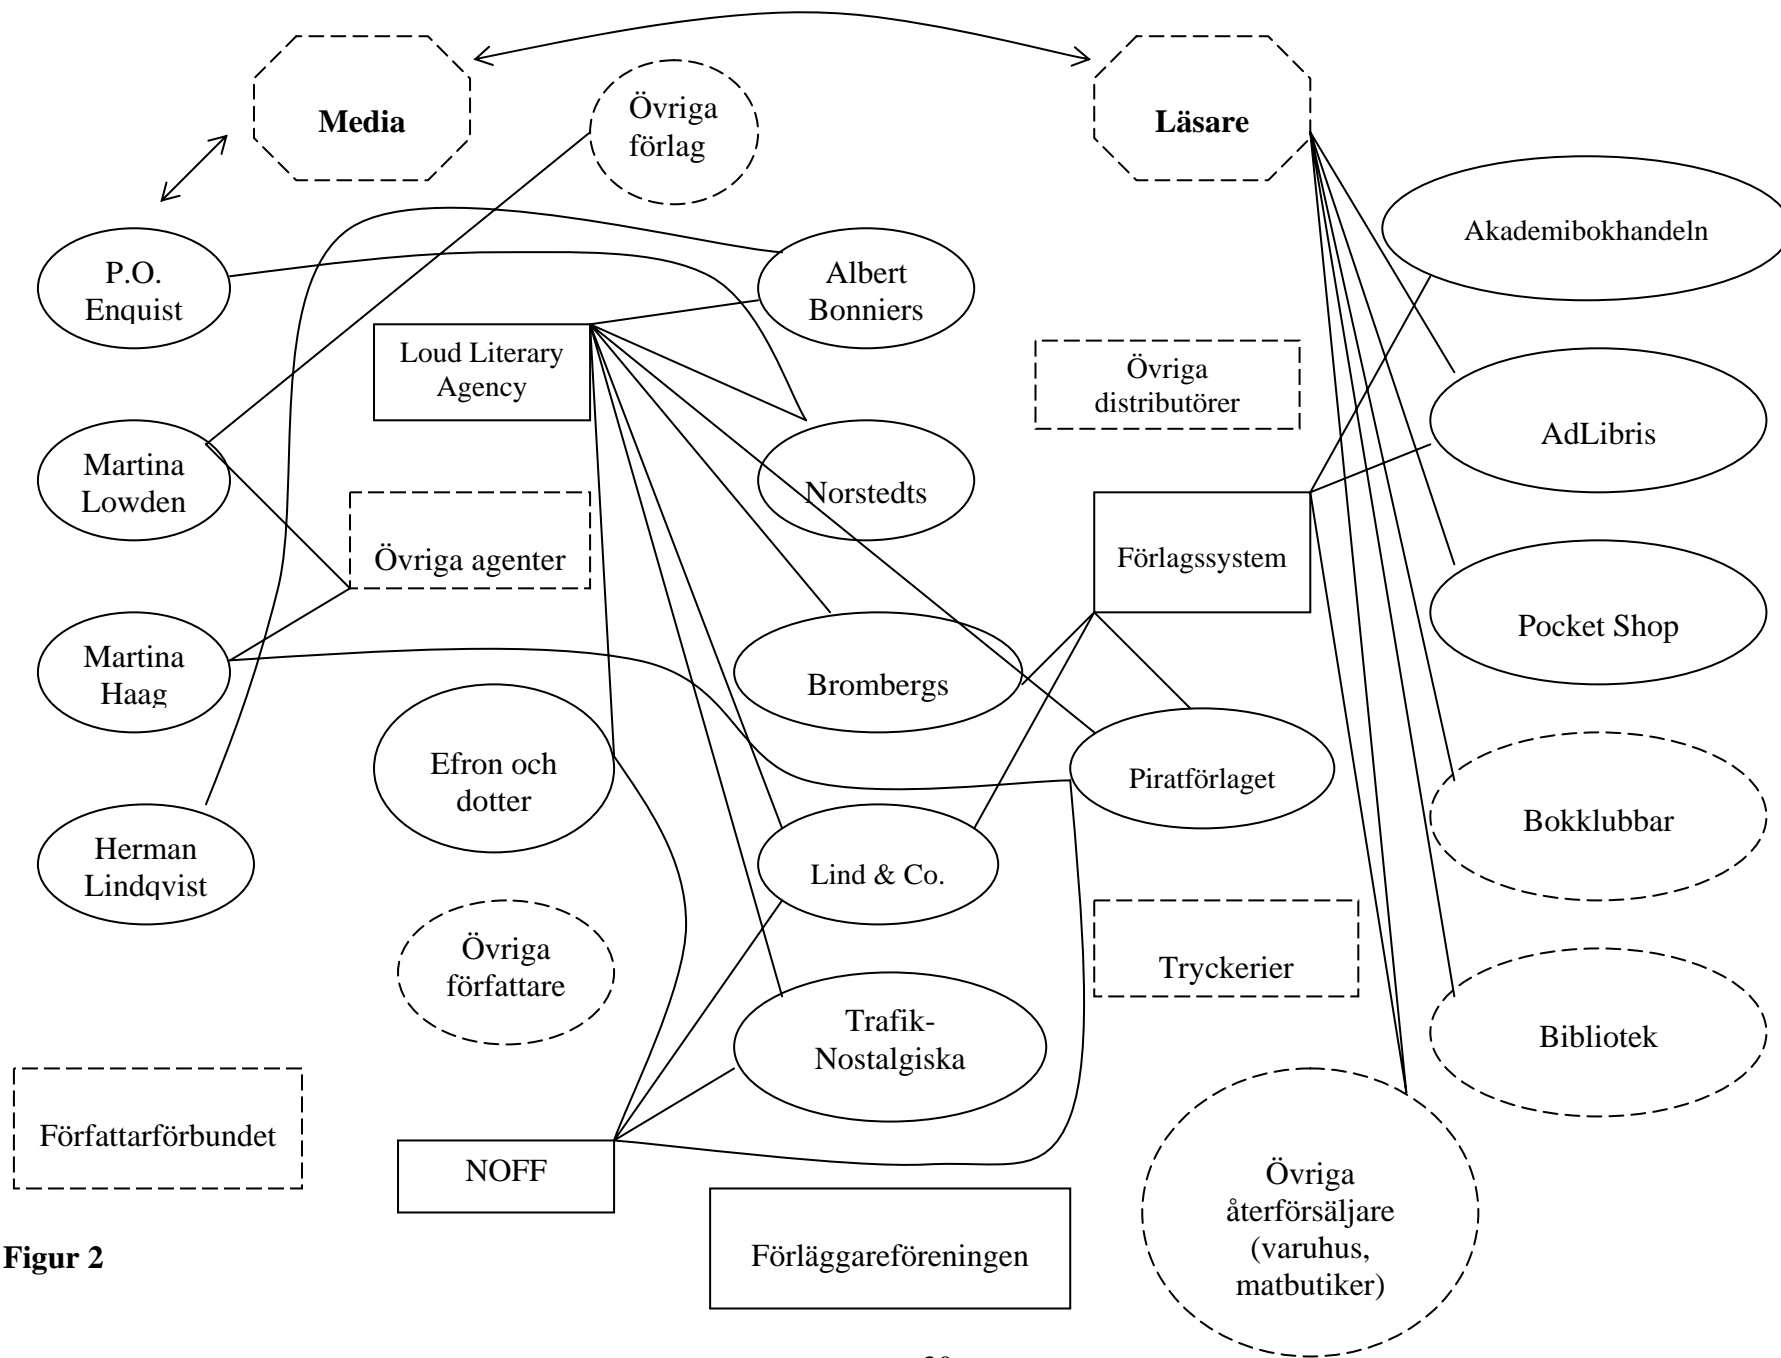 Media
Övriga
förlag
Läsare
Akademibokhandeln
P.O.
Enquist
Albert
Bonniers
Loud Literary
Agency
Övriga
distributörer
AdLibris
Martina
Lowden
Norstedts
Övriga agenter
Förlagssystem
Pocket Shop
Martina
Haag
Brombergs
Efron och
dotter
Piratförlaget
Bokklubbar
Herman
Lindqvist
Lind & Co.
Övriga
författare
Tryckerier
Trafik-
Nostalgiska
Bibliotek
Författarförbundet
NOFF
Övriga
återförsäljare
(varuhus,
matbutiker)
Förläggareföreningen
Figur 2